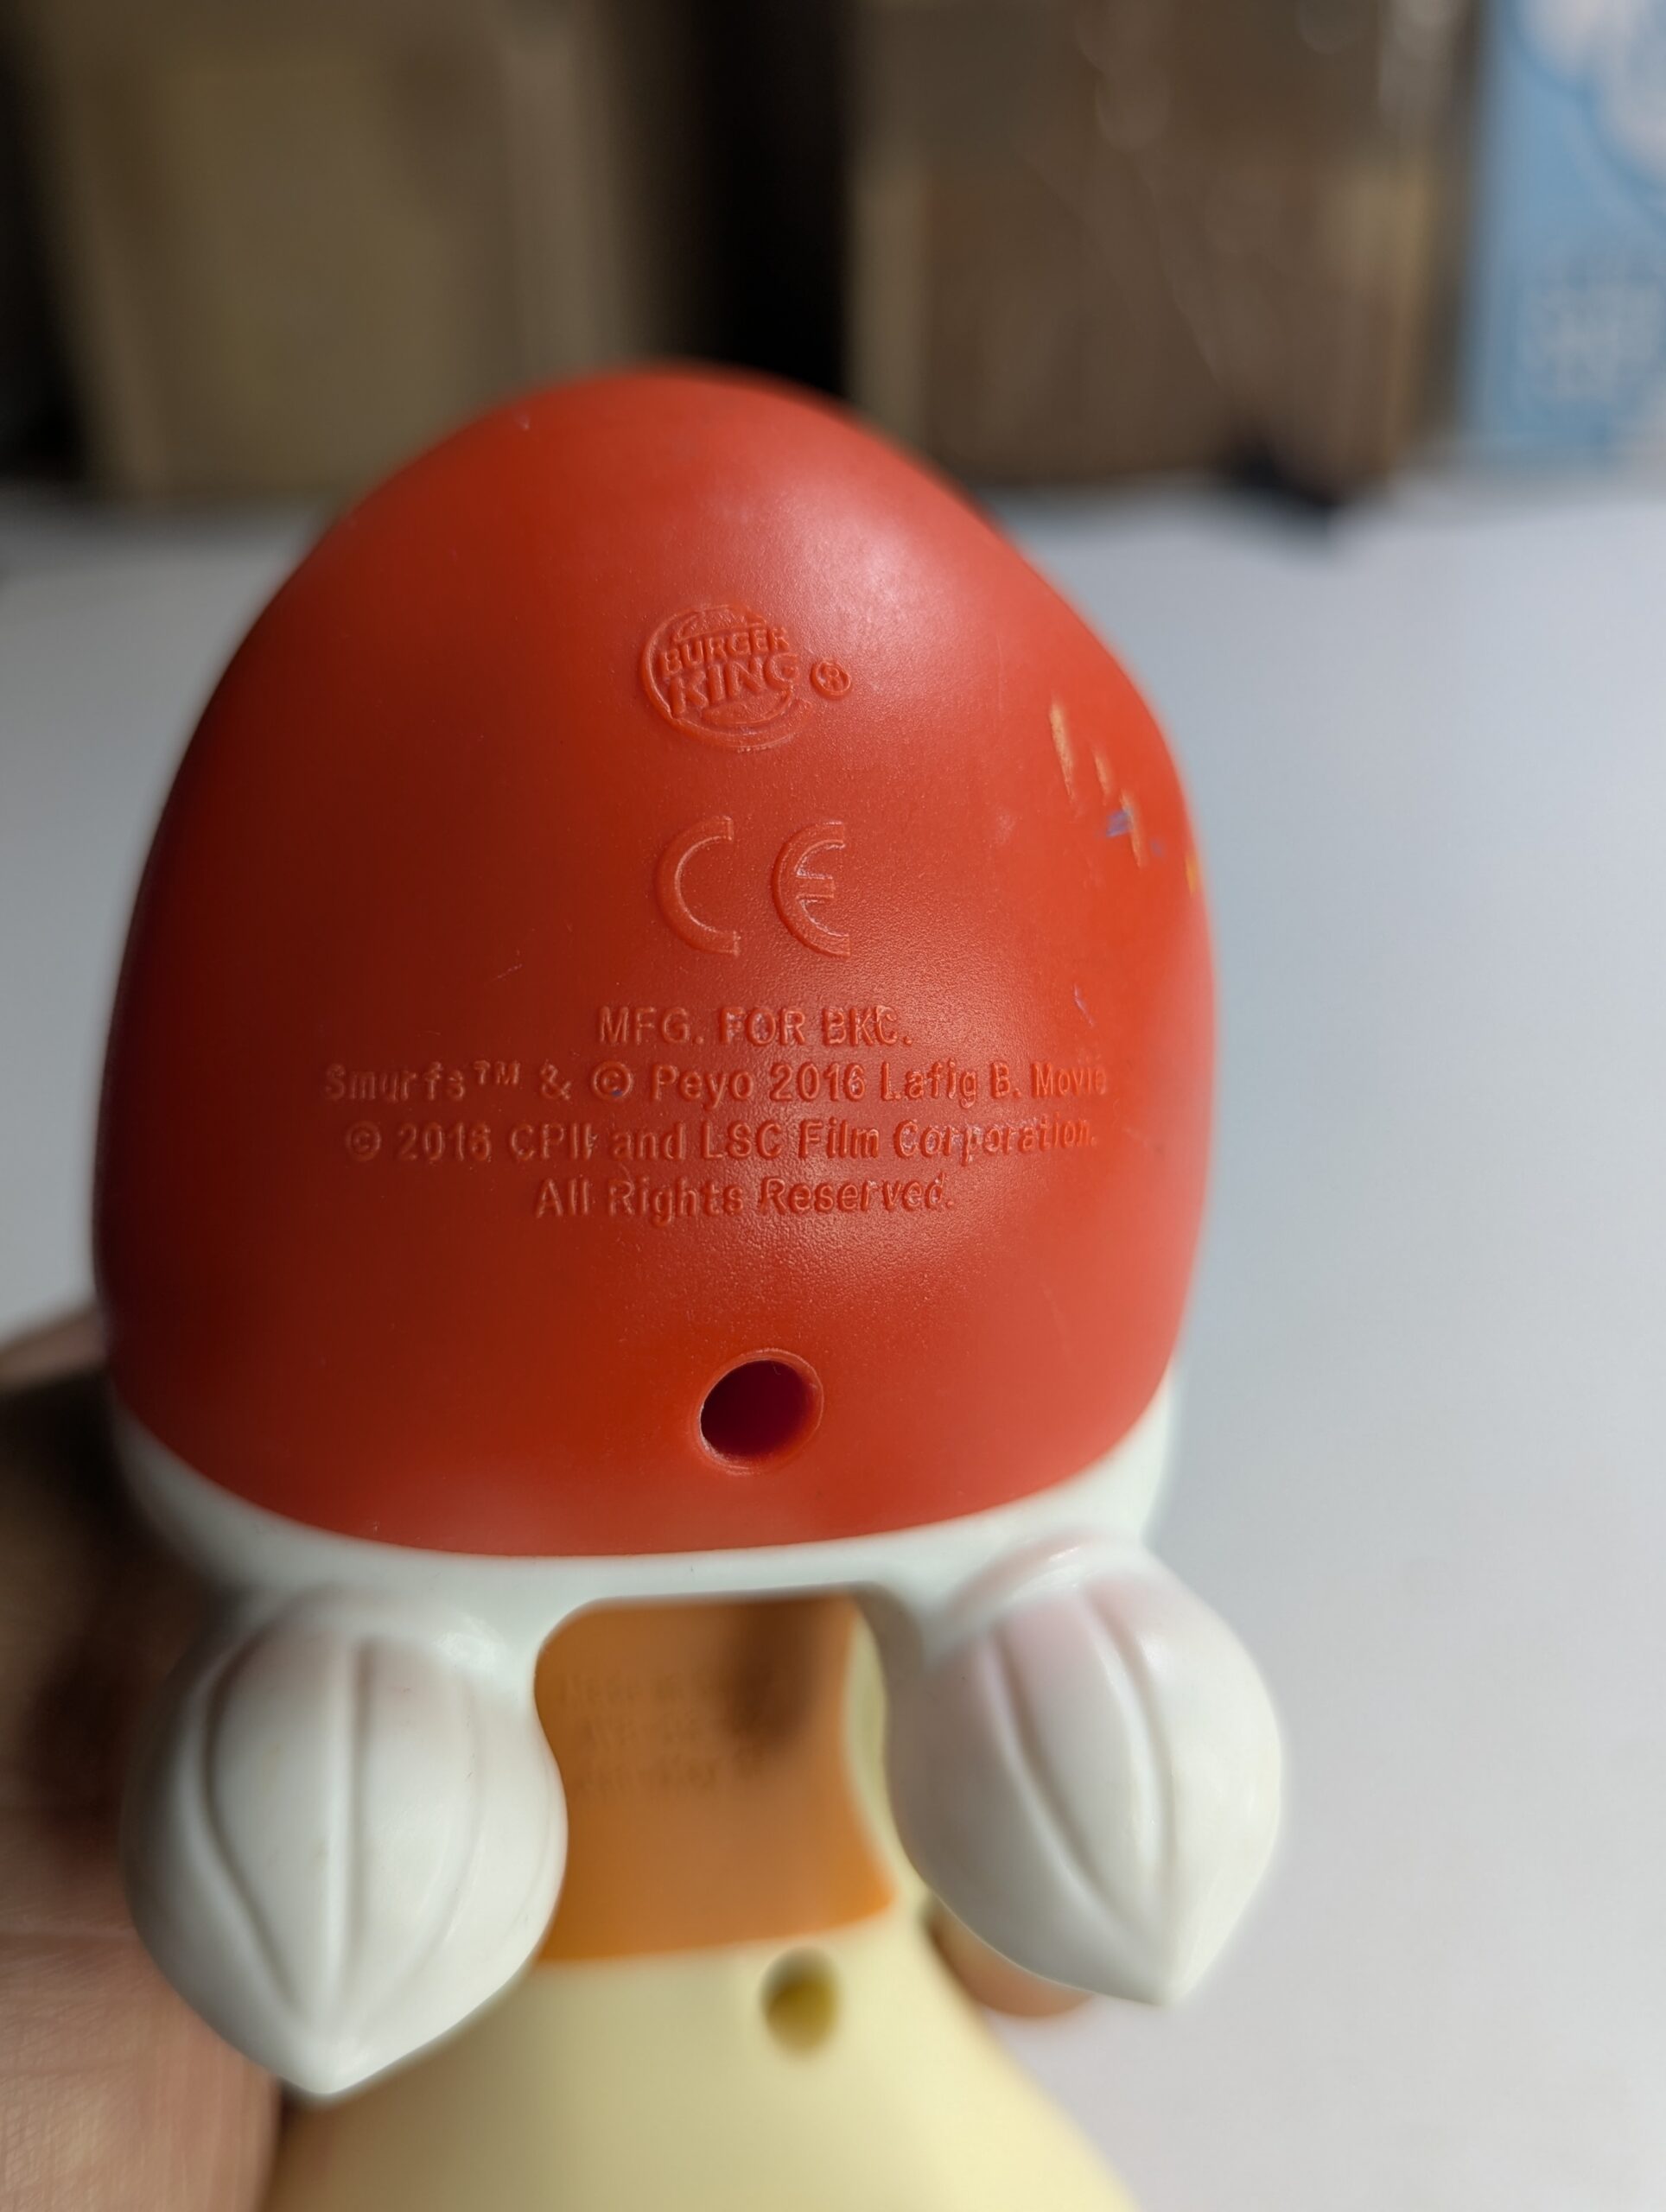 BURGER
KING®
CE
MFG. FOR BKC.
Smurfs™ & © Peyo 2016 Lafig B. Movie
© 2016 CPII and LSC Film Corporation.
All Rights Reserved.